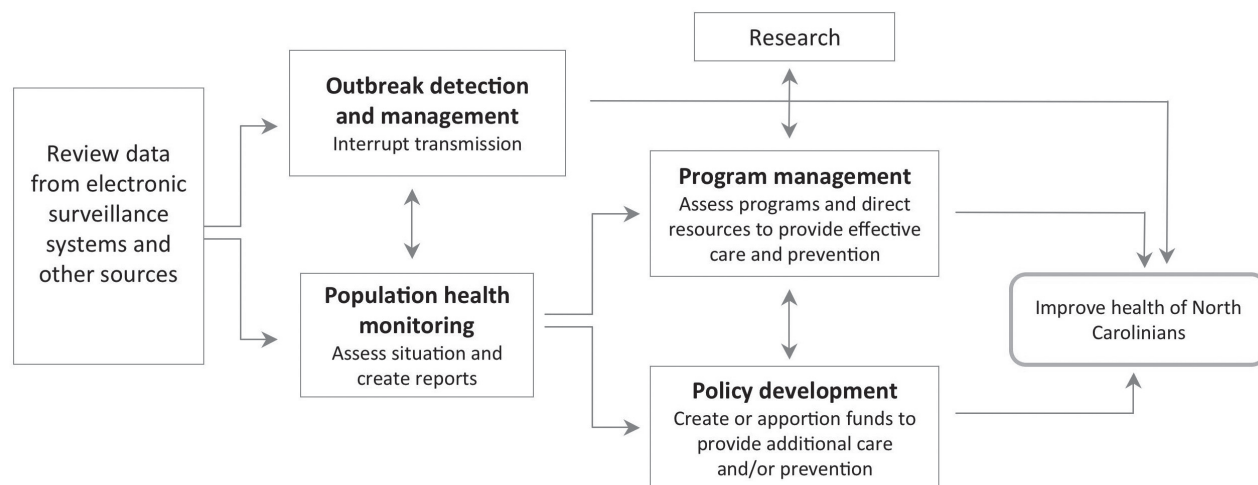 Review data
from electronic
surveillance
systems and
other sources
Outbreak detection
and management
Interrupt transmission
Population health
monitoring
Assess situation and
create reports
Research
Program management
Assess programs and direct
resources to provide effective
care and prevention
Policy development
Create or apportion funds to
provide additional care
and/or prevention
Improve health of North
Carolinians